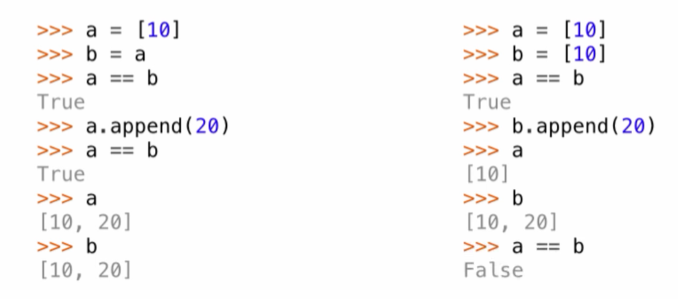 >>> a = [10]
>>> b = a
>>> a == b
True
>>> a.append(20)
>>> a == b
True
>>> a
[10, 20]
>>> b
[10, 20]
>>> a = [10]
>>> b = [10]
>>> a == b
True
>>> b.append(20)
>>> a
[10]
>>> b
[10, 20]
>>> a == b
False